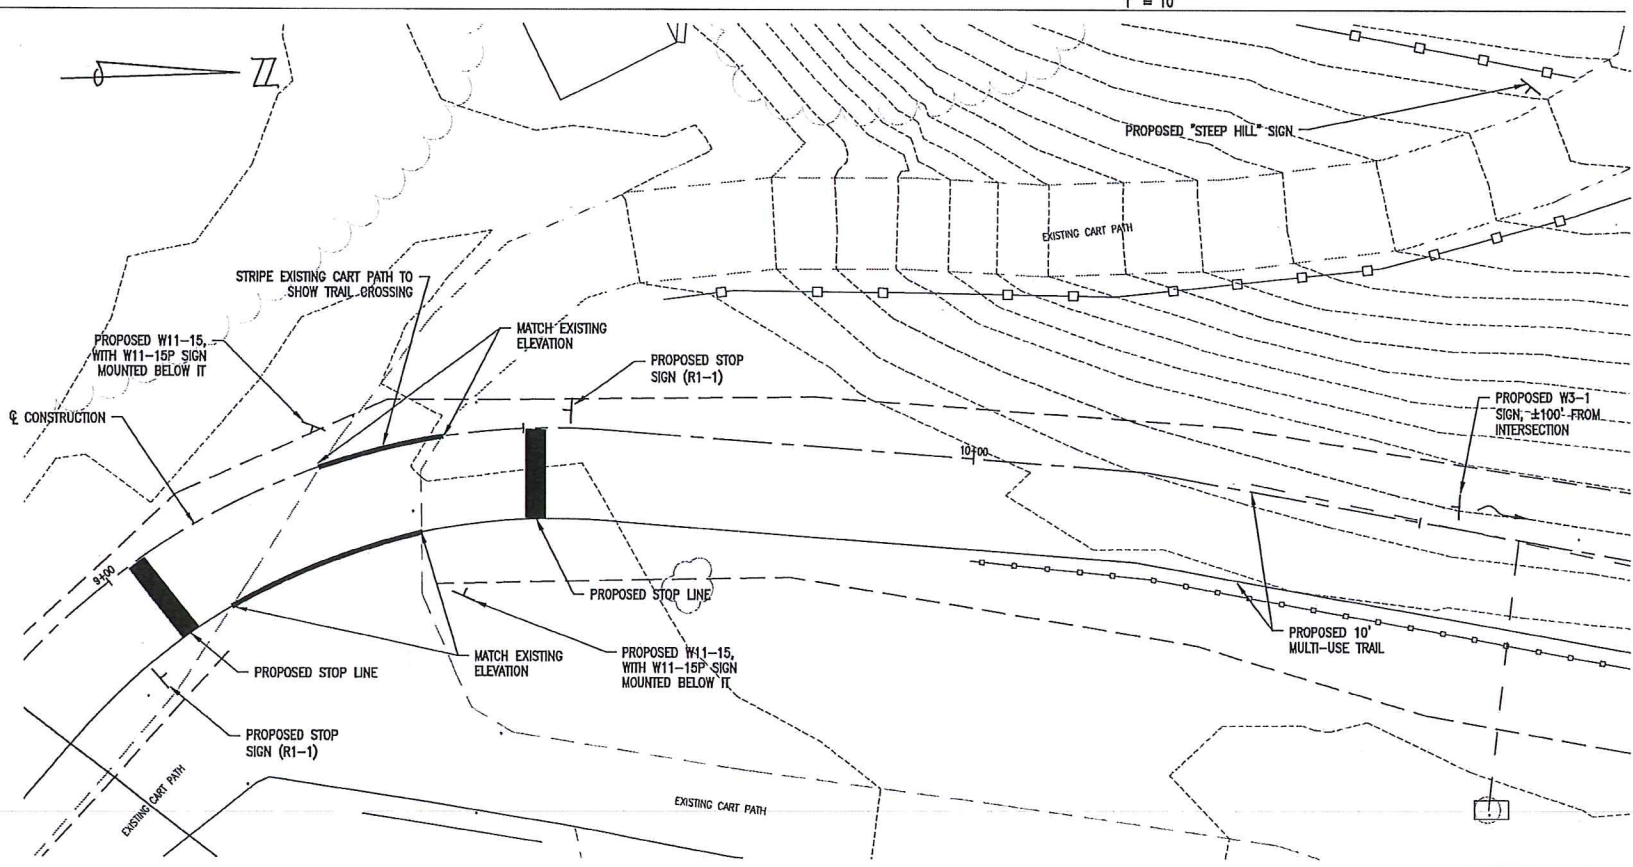 1" = 10'
PROPOSED "STEEP HILL" SIGN
EXISTING CART PATH
STRIPE EXISTING CART PATH TO
SHOW TRAIL CROSSING
MATCH EXISTING
ELEVATION
PROPOSED W11-15,
WITH W11-15P SIGN
MOUNTED BELOW IT
PROPOSED STOP
SIGN (R1-1)
℄ CONSTRUCTION
PROPOSED W3-1
SIGN, ±100' FROM
INTERSECTION
10+00
9+00
PROPOSED STOP LINE
PROPOSED 10'
MULTI-USE TRAIL
PROPOSED W11-15,
WITH W11-15P SIGN
MOUNTED BELOW IT
MATCH EXISTING
ELEVATION
PROPOSED STOP LINE
PROPOSED STOP
SIGN (R1-1)
EXISTING CART PATH
EXISTING CART PATH